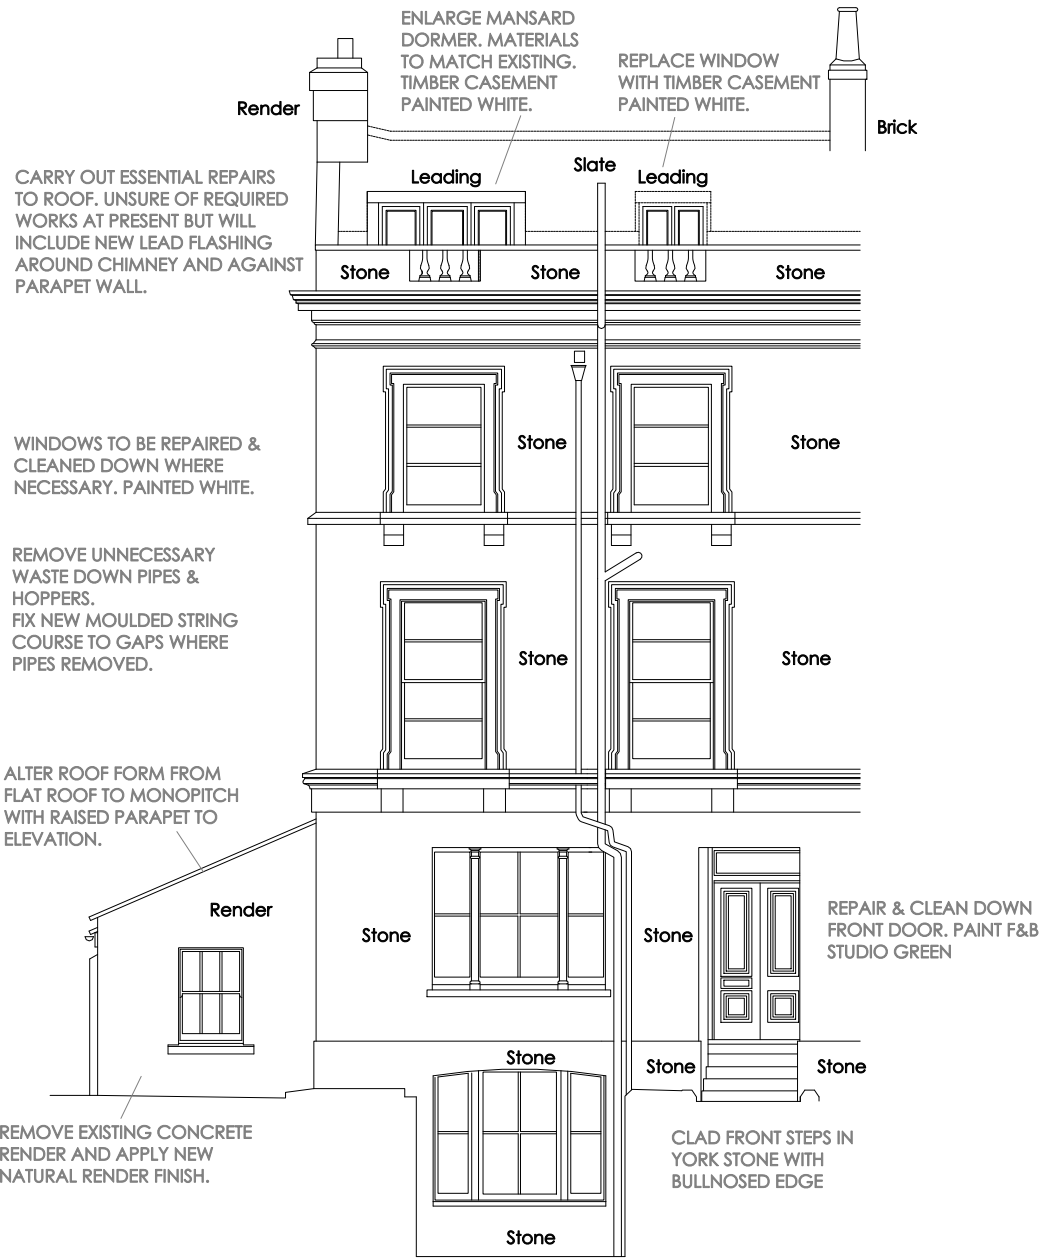 ENLARGE MANSARD
DORMER. MATERIALS
TO MATCH EXISTING.
TIMBER CASEMENT
PAINTED WHITE.
REPLACE WINDOW
WITH TIMBER CASEMENT
PAINTED WHITE.
Render
Brick
Slate
Leading
Leading
CARRY OUT ESSENTIAL REPAIRS
TO ROOF. UNSURE OF REQUIRED
WORKS AT PRESENT BUT WILL
INCLUDE NEW LEAD FLASHING
AROUND CHIMNEY AND AGAINST
PARAPET WALL.
Stone
Stone
Stone
WINDOWS TO BE REPAIRED &
CLEANED DOWN WHERE
NECESSARY. PAINTED WHITE.
Stone
Stone
REMOVE UNNECESSARY
WASTE DOWN PIPES &
HOPPERS.
FIX NEW MOULDED STRING
COURSE TO GAPS WHERE
PIPES REMOVED.
Stone
Stone
ALTER ROOF FORM FROM
FLAT ROOF TO MONOPITCH
WITH RAISED PARAPET TO
ELEVATION.
Render
Stone
Stone
REPAIR & CLEAN DOWN
FRONT DOOR. PAINT F&B
STUDIO GREEN
Stone
Stone
Stone
REMOVE EXISTING CONCRETE
RENDER AND APPLY NEW
NATURAL RENDER FINISH.
CLAD FRONT STEPS IN
YORK STONE WITH
BULLNOSED EDGE
Stone